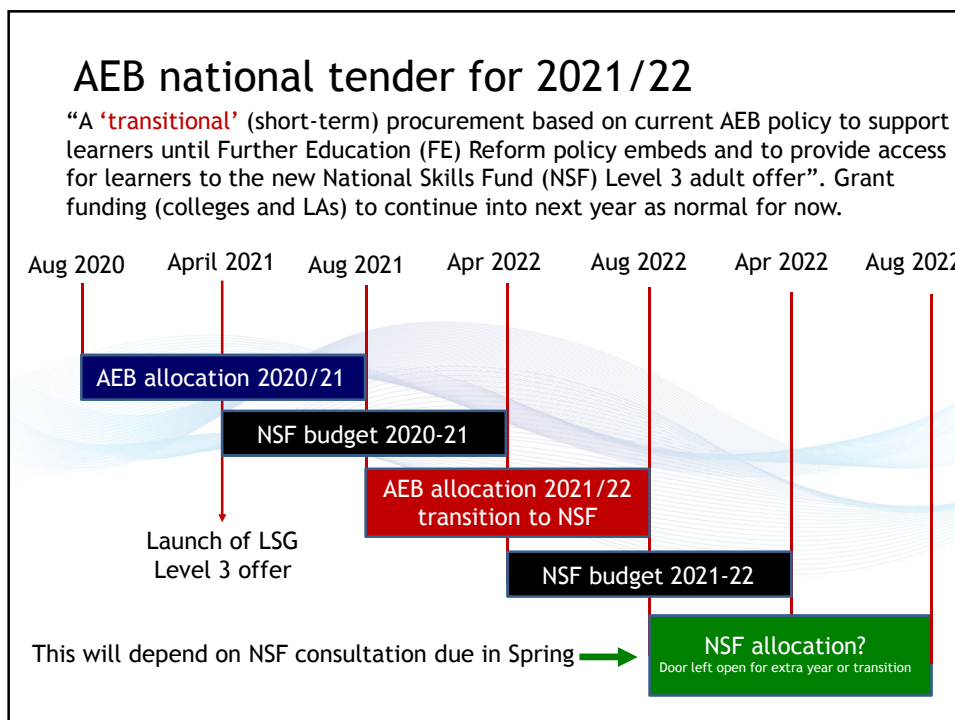 AEB national tender for 2021/22
“A ‘transitional’ (short-term) procurement based on current AEB policy to support
learners until Further Education (FE) Reform policy embeds and to provide access
for learners to the new National Skills Fund (NSF) Level 3 adult offer”. Grant
funding (colleges and LAs) to continue into next year as normal for now.
Aug 2020 April 2021 Aug 2021 Apr 2022 Aug 2022 Apr 2022 Aug 2022
AEB allocation 2020/21
NSF budget 2020-21
AEB allocation 2021/22
transition to NSF
Launch of LSG
Level 3 offer
NSF budget 2021-22
This will depend on NSF consultation due in Spring
NSF allocation?
Door left open for extra year or transition